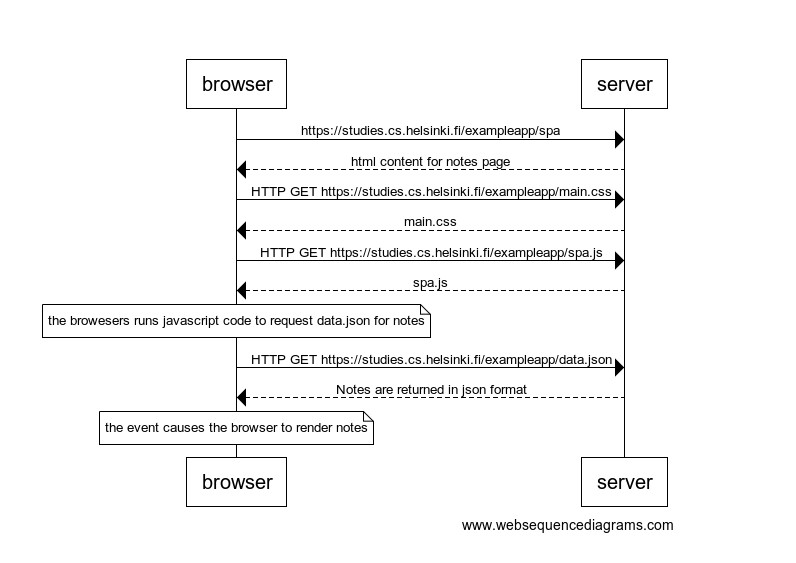 browser server
https://studies.cs.helsinki.fi/exampleapp/spa
html content for notes page
HTTP GET https://studies.cs.helsinki.fi/exampleapp/main.css
main.css
HTTP GET https://studies.cs.helsinki.fi/exampleapp/spa.js
spa.js
the browesers runs javascript code to request data.json for notes
HTTP GET https://studies.cs.helsinki.fi/exampleapp/data.json
Notes are returned in json format
the event causes the browser to render notes
browser server
www.websequencediagrams.com